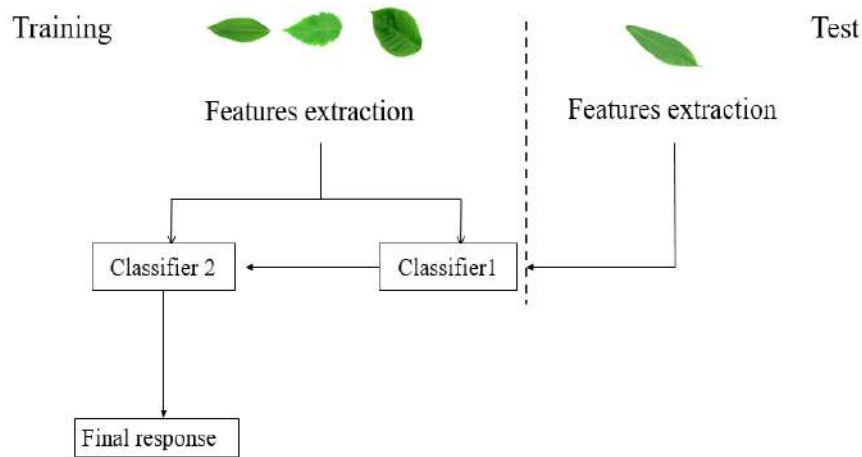 Training
Test
Features extraction
Features extraction
Classifier 2
Classifier1
Final response